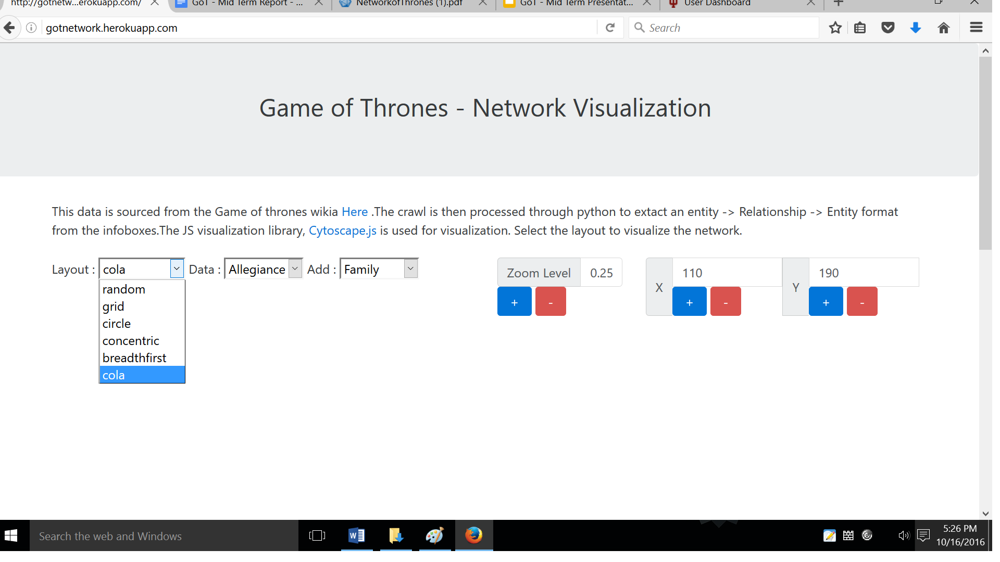 http://gotnetw...erokuapp.com/ GoT - Mid Term Report - ... NetworkofThrones (1).pdf GoT - Mid Term Presentat... User Dashboard
gotnetwork.herokuapp.com Search
Game of Thrones - Network Visualization
This data is sourced from the Game of thrones wikia Here .The crawl is then processed through python to extact an entity -> Relationship -> Entity format
from the infoboxes.The JS visualization library, Cytoscape.js is used for visualization. Select the layout to visualize the network.
Layout : cola Data : Allegiance Add : Family Zoom Level 0.25 X 110 Y 190
+ - + - + -
random
grid
circle
concentric
breadthfirst
cola
Search the web and Windows
5:26 PM
10/16/2016